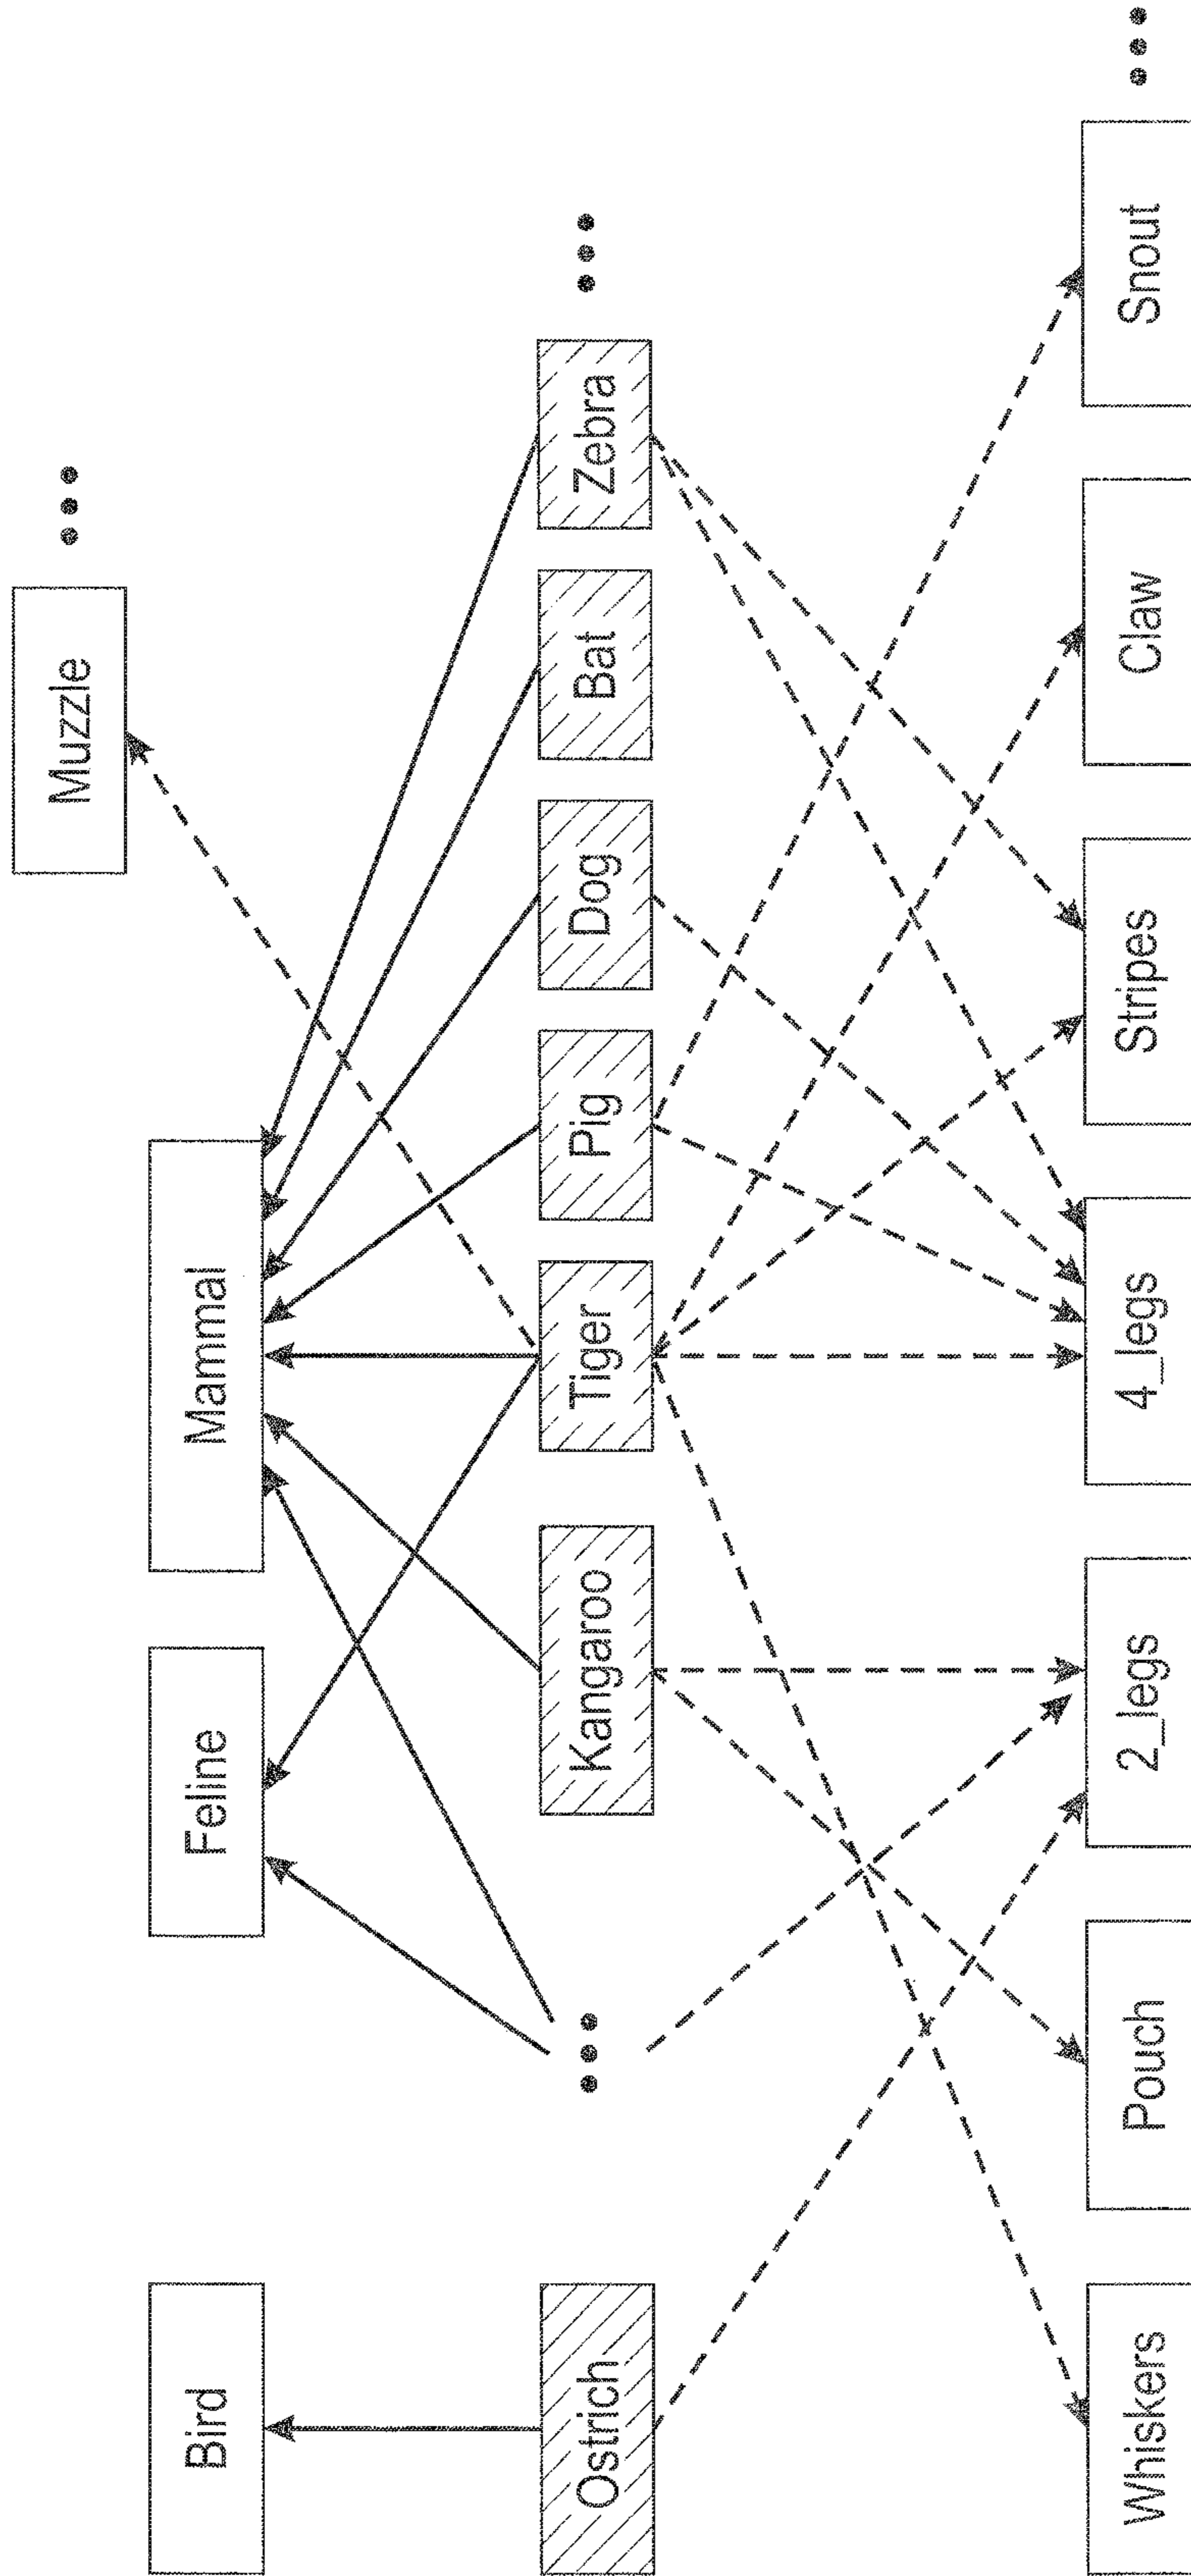 Muzzle
Bird
Feline
Mammal
Ostrich
Kangaroo
Tiger
Pig
Dog
Bat
Zebra
Whiskers
Pouch
2_legs
4_legs
Stripes
Claw
Snout